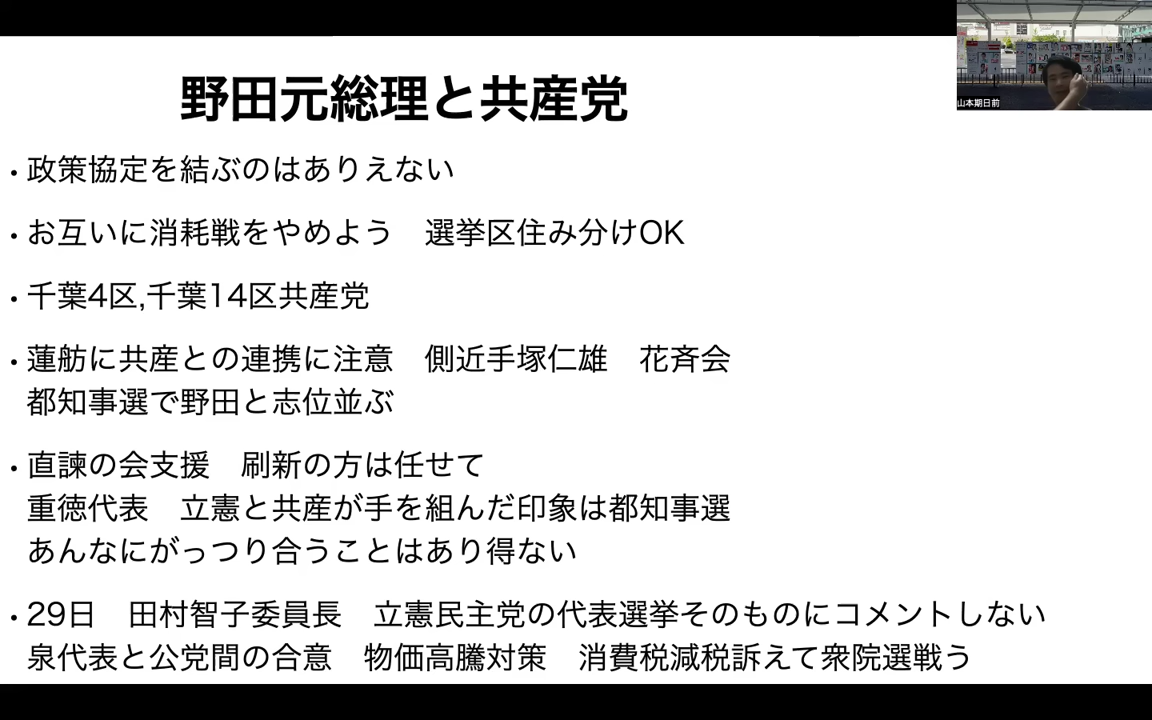 野田元総理と共産党
山本期日前
・政策協定を結ぶのはありえない
・お互いに消耗戦をやめよう　選挙区住み分けOK
・千葉4区,千葉14区共産党
・蓮舫に共産との連携に注意　側近手塚仁雄　花斉会
都知事選で野田と志位並ぶ
・直諫の会支援　刷新の方は任せて
重徳代表　立憲と共産が手を組んだ印象は都知事選
あんなにがっつり合うことはあり得ない
・29日　田村智子委員長　立憲民主党の代表選挙そのものにコメントしない
泉代表と公党間の合意　物価高騰対策　消費税減税訴えて衆院選戦う